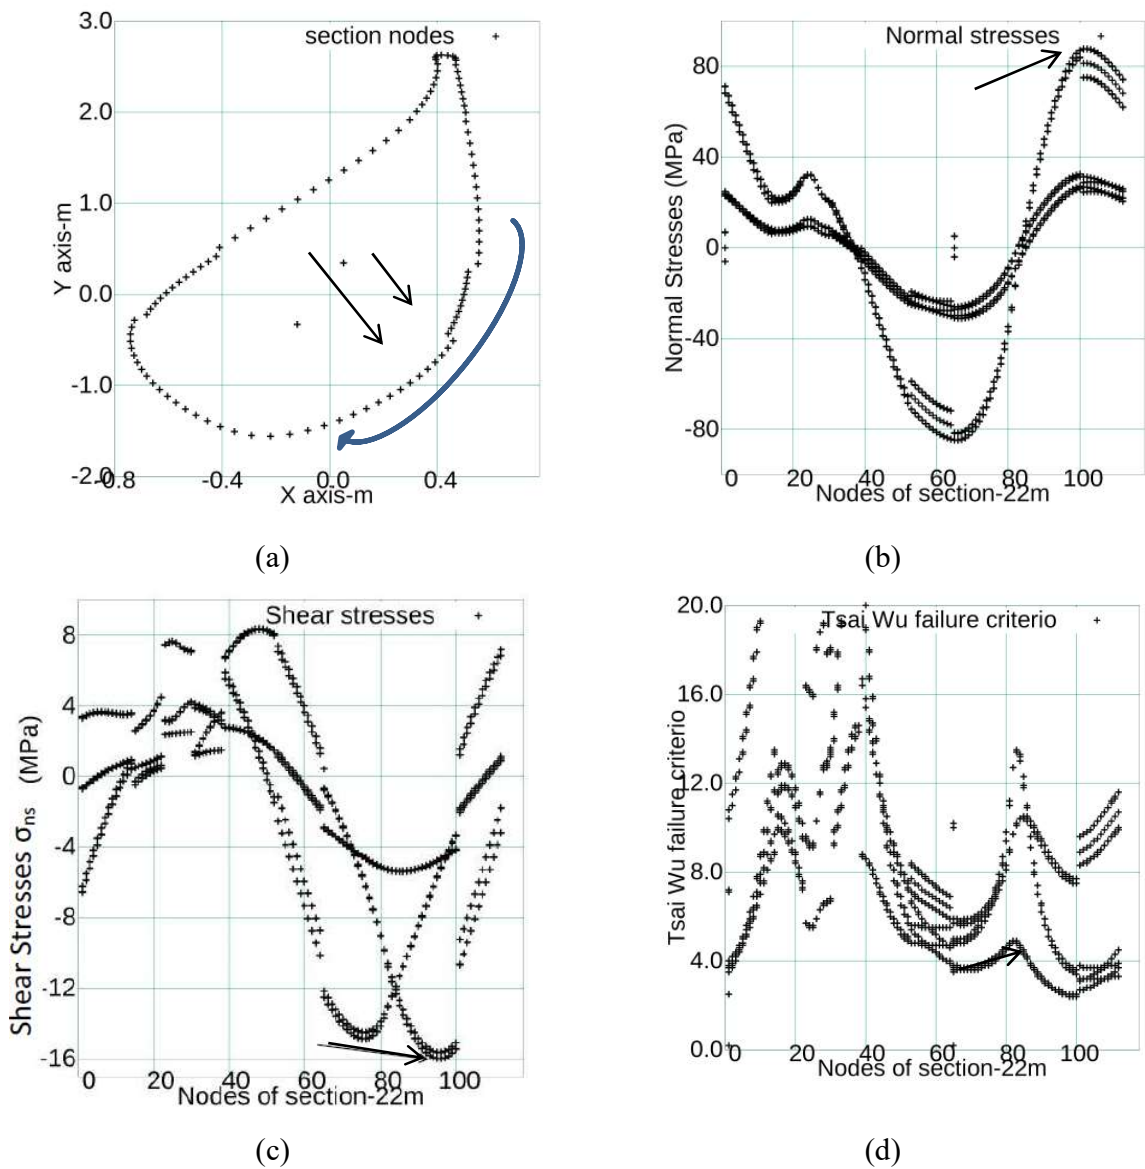 section nodes
3.0
2.0
1.0
0.0
-1.0
-2.0
Y axis-m
-0.8 -0.4 0.0 0.4
X axis-m
(a)
Normal stresses
80
40
0
-40
-80
Normal Stresses (MPa)
0 20 40 60 80 100
Nodes of section-22m
(b)
Shear stresses
8
4
0
-4
-8
-12
-16
Shear Stresses σns (MPa)
0 20 40 60 80 100
Nodes of section-22m
(c)
Tsai Wu failure criterio
20.0
16.0
12.0
8.0
4.0
0.0
Tsai Wu failure criterio
0 20 40 60 80 100
Nodes of section-22m
(d)